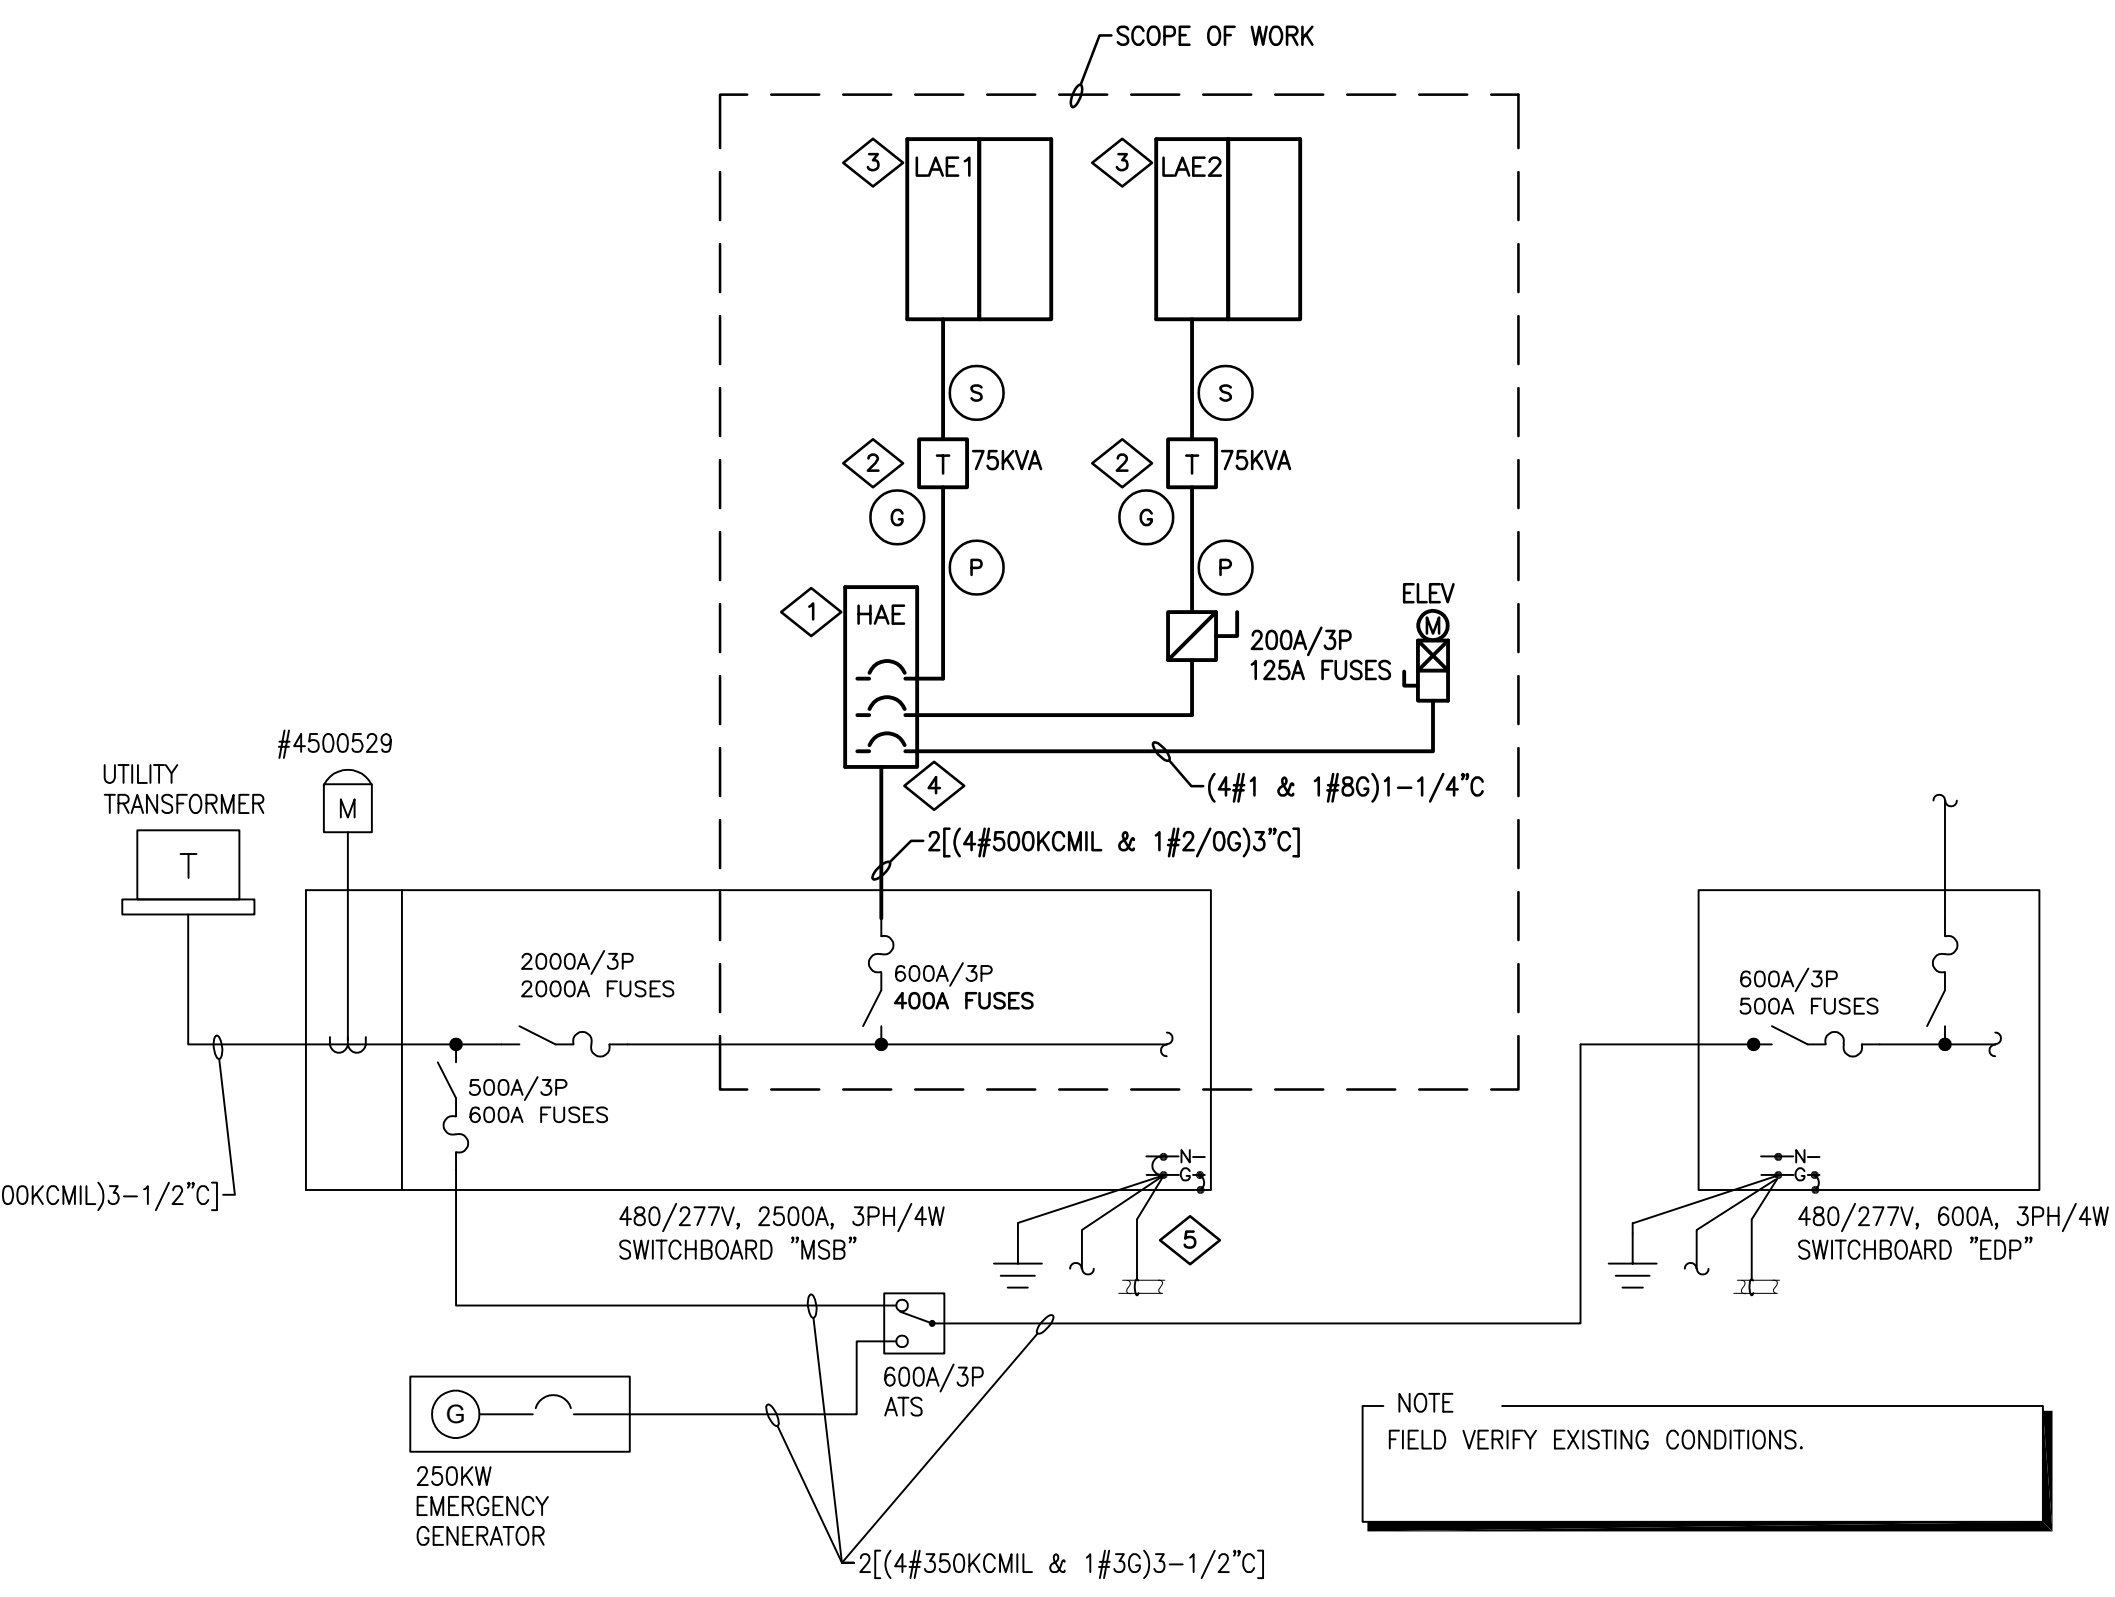 SCOPE OF WORK
3
LAE1
3
LAE2
S
S
2
T
75KVA
2
T
75KVA
G
G
P
P
1
HAE
ELEV
M
200A/3P
125A FUSES
4
(4#1 & 1#8G)1-1/4"C
2[(4#500KCMIL & 1#2/0G)3"C]
#4500529
M
UTILITY
TRANSFORMER
T
2000A/3P
2000A FUSES
600A/3P
400A FUSES
600A/3P
500A FUSES
500A/3P
600A FUSES
N
G
N
G
00KCMIL)3-1/2"C]
480/277V, 2500A, 3PH/4W
SWITCHBOARD "MSB"
5
480/277V, 600A, 3PH/4W
SWITCHBOARD "EDP"
600A/3P
ATS
G
250KW
EMERGENCY
GENERATOR
NOTE
FIELD VERIFY EXISTING CONDITIONS.
2[(4#350KCMIL & 1#3G)3-1/2"C]